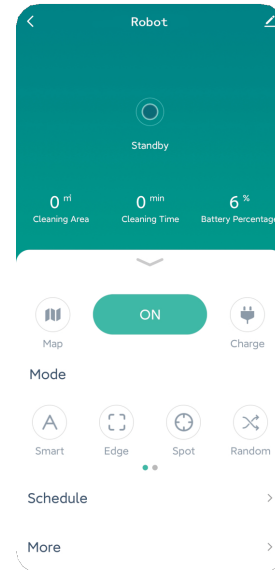 Robot
Standby
0 ㎡ 0 min 6 %
Cleaning Area Cleaning Time Battery Percentage
ON
Map Charge
Mode
A
Smart Edge Spot Random
Schedule
More